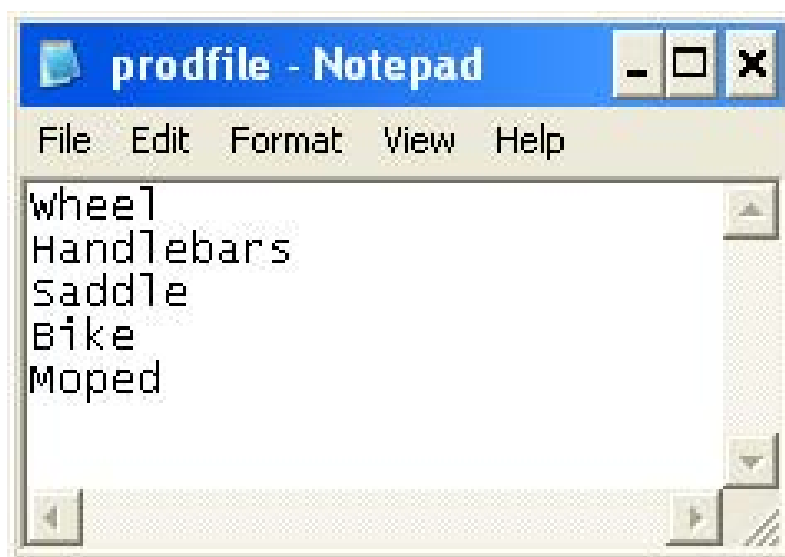 prodfile - Notepad
File Edit Format View Help
Wheel
Handlebars
Saddle
Bike
Moped